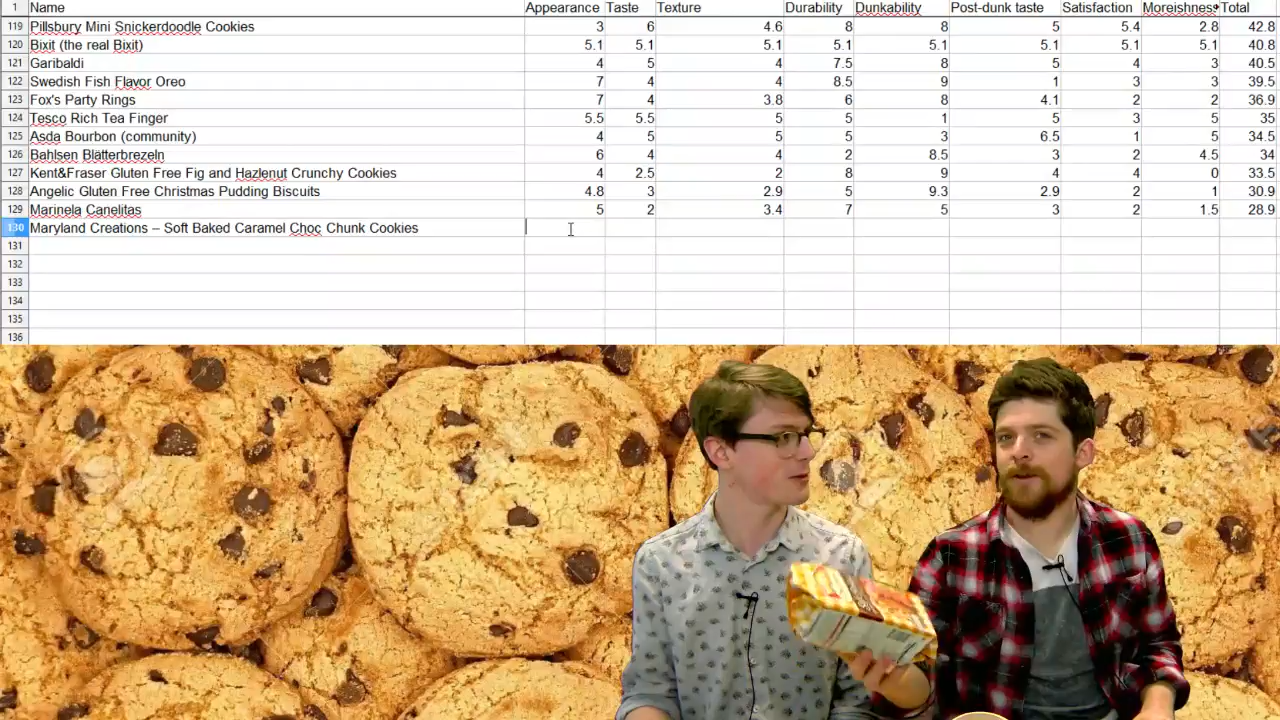 1 Name Appearance Taste Texture Durability Dunkability Post-dunk taste Satisfaction Moreishness Total
119 Pillsbury Mini Snickerdoodle Cookies 3 6 4.6 8 8 5 5.4 2.8 42.8
120 Bixit (the real Bixit) 5.1 5.1 5.1 5.1 5.1 5.1 5.1 5.1 40.8
121 Garibaldi 4 5 4 7.5 8 5 4 3 40.5
122 Swedish Fish Flavor Oreo 7 4 4 8.5 9 1 3 3 39.5
123 Fox's Party Rings 7 4 3.8 6 8 4.1 2 2 36.9
124 Tesco Rich Tea Finger 5.5 5.5 5 5 1 5 3 5 35
125 Asda Bourbon (community) 4 5 5 5 3 6.5 1 5 34.5
126 Bahlsen Blätterbrezeln 6 4 4 2 8.5 3 2 4.5 34
127 Kent&Fraser Gluten Free Fig and Hazlenut Crunchy Cookies 4 2.5 2 8 9 4 4 0 33.5
128 Angelic Gluten Free Christmas Pudding Biscuits 4.8 3 2.9 5 9.3 2.9 2 1 30.9
129 Marinela Canelitas 5 2 3.4 7 5 3 2 1.5 28.9
130 Maryland Creations – Soft Baked Caramel Choc Chunk Cookies
131
132
133
134
135
136